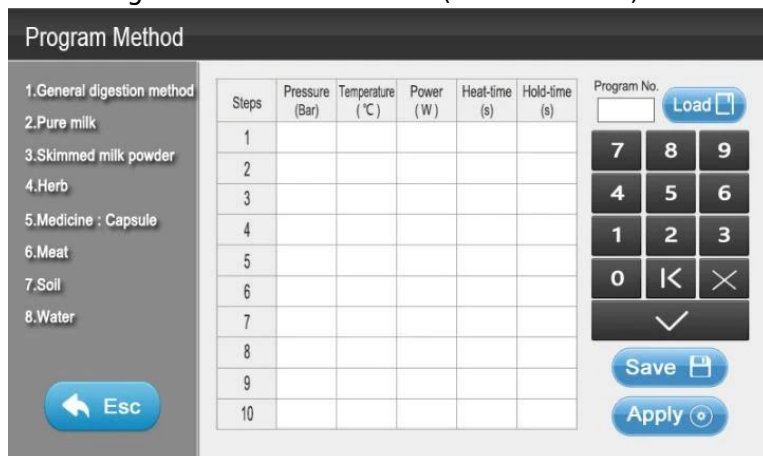 Program Method
1.General digestion method
2.Pure milk
3.Skimmed milk powder
4.Herb
5.Medicine : Capsule
6.Meat
7.Soil
8.Water
Esc
Steps Pressure (Bar) Temperature (℃) Power (W) Heat-time (s) Hold-time (s)
1
2
3
4
5
6
7
8
9
10
Program No.
Load
7 8 9
4 5 6
1 2 3
0
Save
Apply